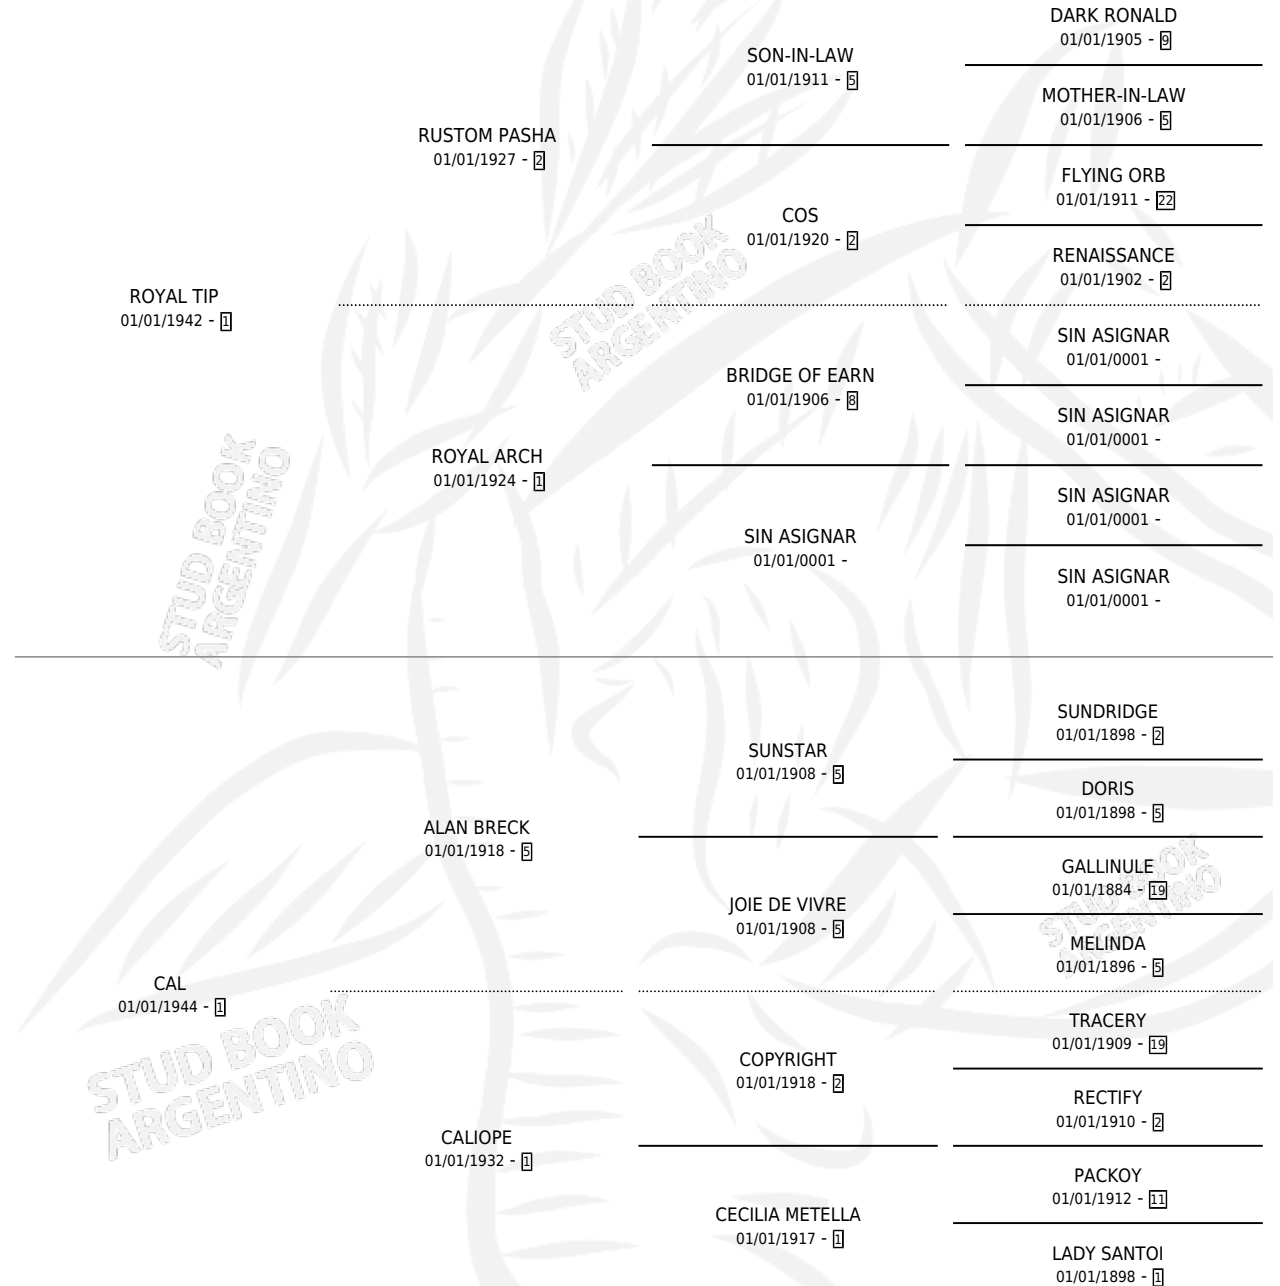 DARK RONALD
01/01/1905 - 9
SON-IN-LAW
01/01/1911 - 5
MOTHER-IN-LAW
01/01/1906 - 5
RUSTOM PASHA
01/01/1927 - 2
FLYING ORB
01/01/1911 - 22
COS
01/01/1920 - 2
RENAISSANCE
01/01/1902 - 2
ROYAL TIP
01/01/1942 - 1
STUD BOOK
ARGENTINO
SIN ASIGNAR
01/01/0001 -
BRIDGE OF EARN
01/01/1906 - 8
SIN ASIGNAR
01/01/0001 -
ROYAL ARCH
01/01/1924 - 1
SIN ASIGNAR
01/01/0001 -
SIN ASIGNAR
01/01/0001 -
SIN ASIGNAR
01/01/0001 -
STUD BOOK
ARGENTINO
SUNDRIDGE
01/01/1898 - 2
SUNSTAR
01/01/1908 - 5
DORIS
01/01/1898 - 5
ALAN BRECK
01/01/1918 - 5
GALLINULE
01/01/1884 - 19
JOIE DE VIVRE
01/01/1908 - 5
MELINDA
01/01/1896 - 5
STUD BOOK
ARGENTINO
CAL
01/01/1944 - 1
TRACERY
01/01/1909 - 19
COPYRIGHT
01/01/1918 - 2
RECTIFY
01/01/1910 - 2
STUD BOOK
ARGENTINO
CALIOPE
01/01/1932 - 1
PACKOY
01/01/1912 - 11
CECILIA METELLA
01/01/1917 - 1
LADY SANTOI
01/01/1898 - 1